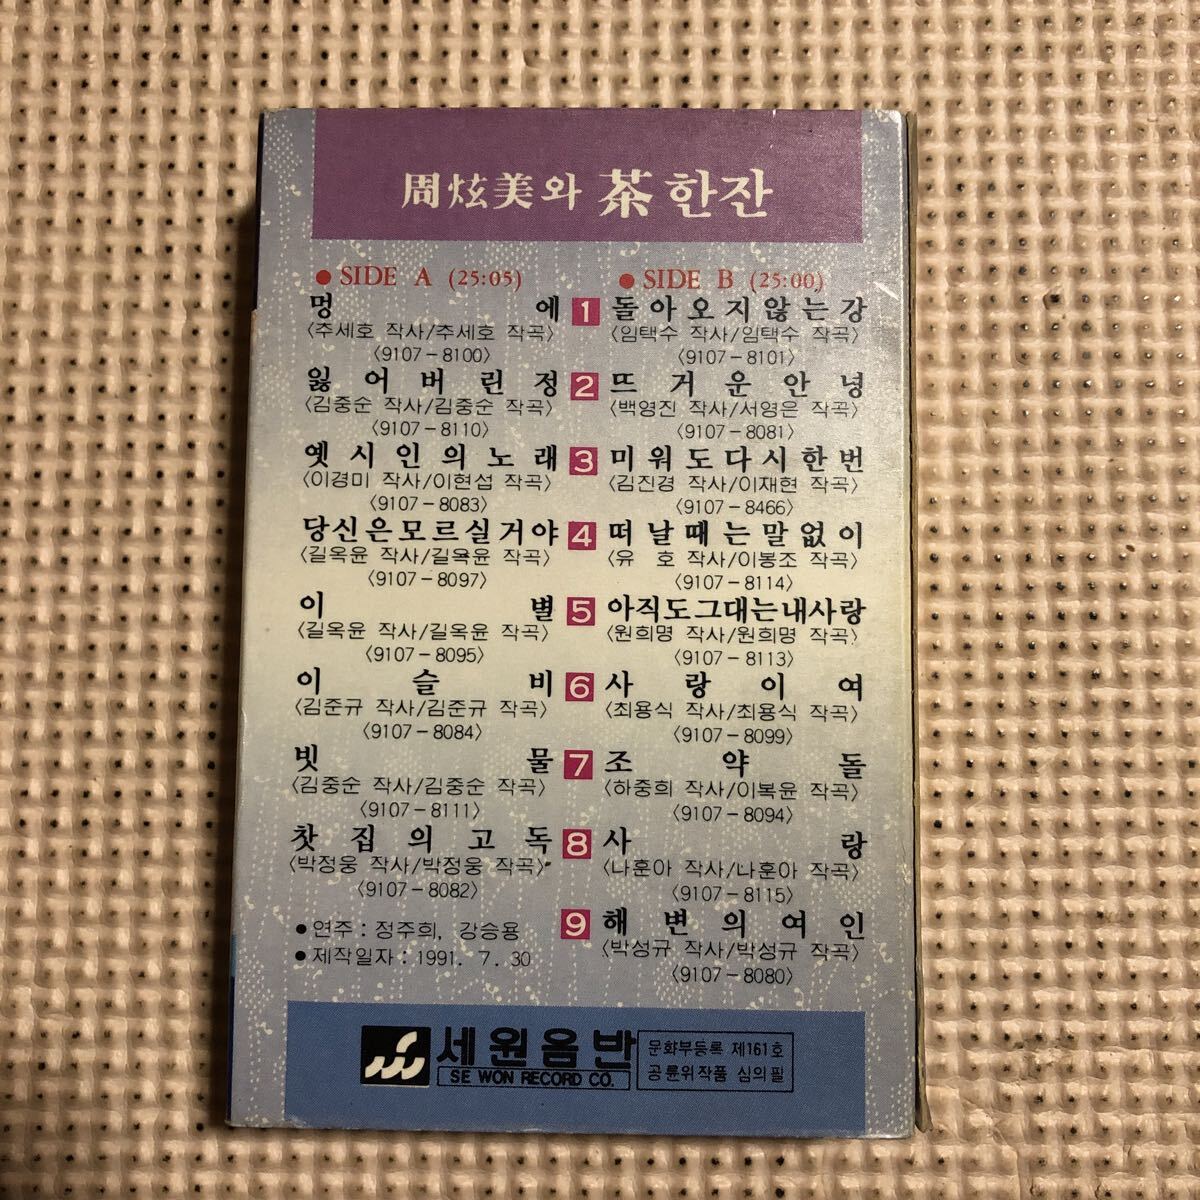 周炫美와 茶 한잔
● SIDE A (25:05)
멍에
〈추세호 작사/추세호 작곡〉
〈9107-8100〉
잃어버린정
〈김중순 작사/김중순 작곡〉
〈9107-8110〉
옛시인의노래
〈이경미 작사/이현섭 작곡〉
〈9107-8083〉
당신은모르실거야
〈길옥윤 작사/길옥윤 작곡〉
〈9107-8097〉
이별
〈길옥윤 작사/길옥윤 작곡〉
〈9107-8095〉
이슬비
〈김준규 작사/김준규 작곡〉
〈9107-8084〉
빗물
〈김중순 작사/김중순 작곡〉
〈9107-8111〉
찻집의고독
〈박정웅 작사/박정웅 작곡〉
〈9107-8082〉
● 연주 : 정주희, 강승용
● 제작일자 : 1991. 7. 30
1
2
3
4
5
6
7
8
9
● SIDE B (25:00)
돌아오지않는강
〈임택수 작사/임택수 작곡〉
〈9107-8101〉
뜨거운안녕
〈백영진 작사/서영은 작곡〉
〈9107-8081〉
미워도다시한번
〈김진경 작사/이재현 작곡〉
〈9107-8466〉
떠날때는말없이
〈유 호 작사/이봉조 작곡〉
〈9107-8114〉
아직도그대는내사랑
〈원희명 작사/원희명 작곡〉
〈9107-8113〉
사랑이여
〈최용식 작사/최용식 작곡〉
〈9107-8099〉
조약돌
〈하중희 작사/이복윤 작곡〉
〈9107-8094〉
사랑
〈나훈아 작사/나훈아 작곡〉
〈9107-8115〉
해변의여인
〈박성규 작사/박성규 작곡〉
〈9107-8080〉
세원음반
SE WON RECORD CO.
문화부등록 제161호
공륜위작품 심의필